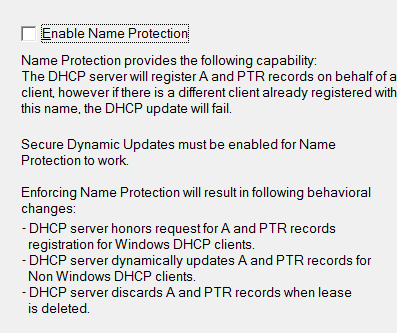 Enable Name Protection
Name Protection provides the following capability:
The DHCP server will register A and PTR records on behalf of a
client, however if there is a different client already registered with
this name, the DHCP update will fail.
Secure Dynamic Updates must be enabled for Name
Protection to work.
Enforcing Name Protection will result in following behavioral
changes:
- DHCP server honors request for A and PTR records
registration for Windows DHCP clients.
- DHCP server dynamically updates A and PTR records for
Non Windows DHCP clients.
- DHCP server discards A and PTR records when lease
is deleted.